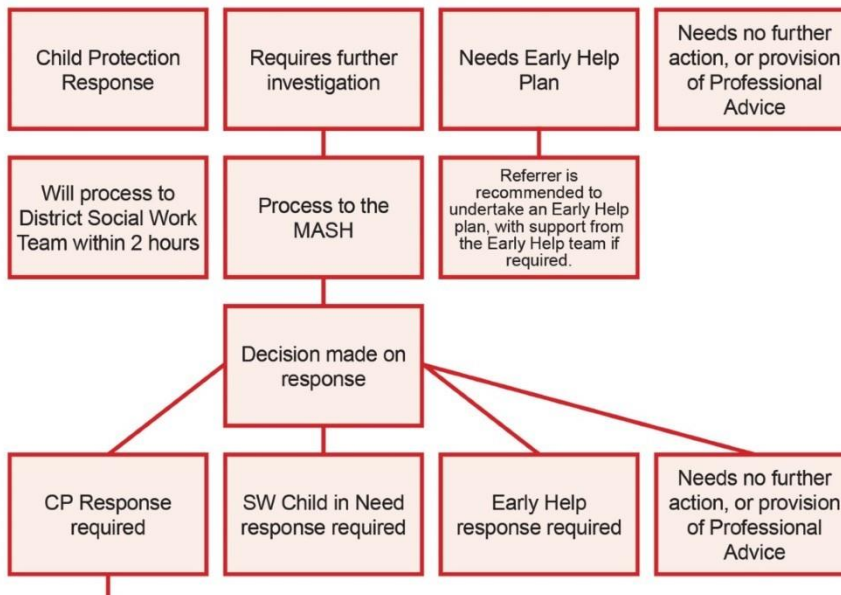 Child Protection
Response
Requires further
investigation
Needs Early Help
Plan
Needs no further
action, or provision
of Professional
Advice
Will process to
District Social Work
Team within 2 hours
Process to the
MASH
Referrer is
recommended to
undertake an Early Help
plan, with support from
the Early Help team if
required.
Decision made on
response
CP Response
required
SW Child in Need
response required
Early Help
response required
Needs no further
action, or provision
of Professional
Advice